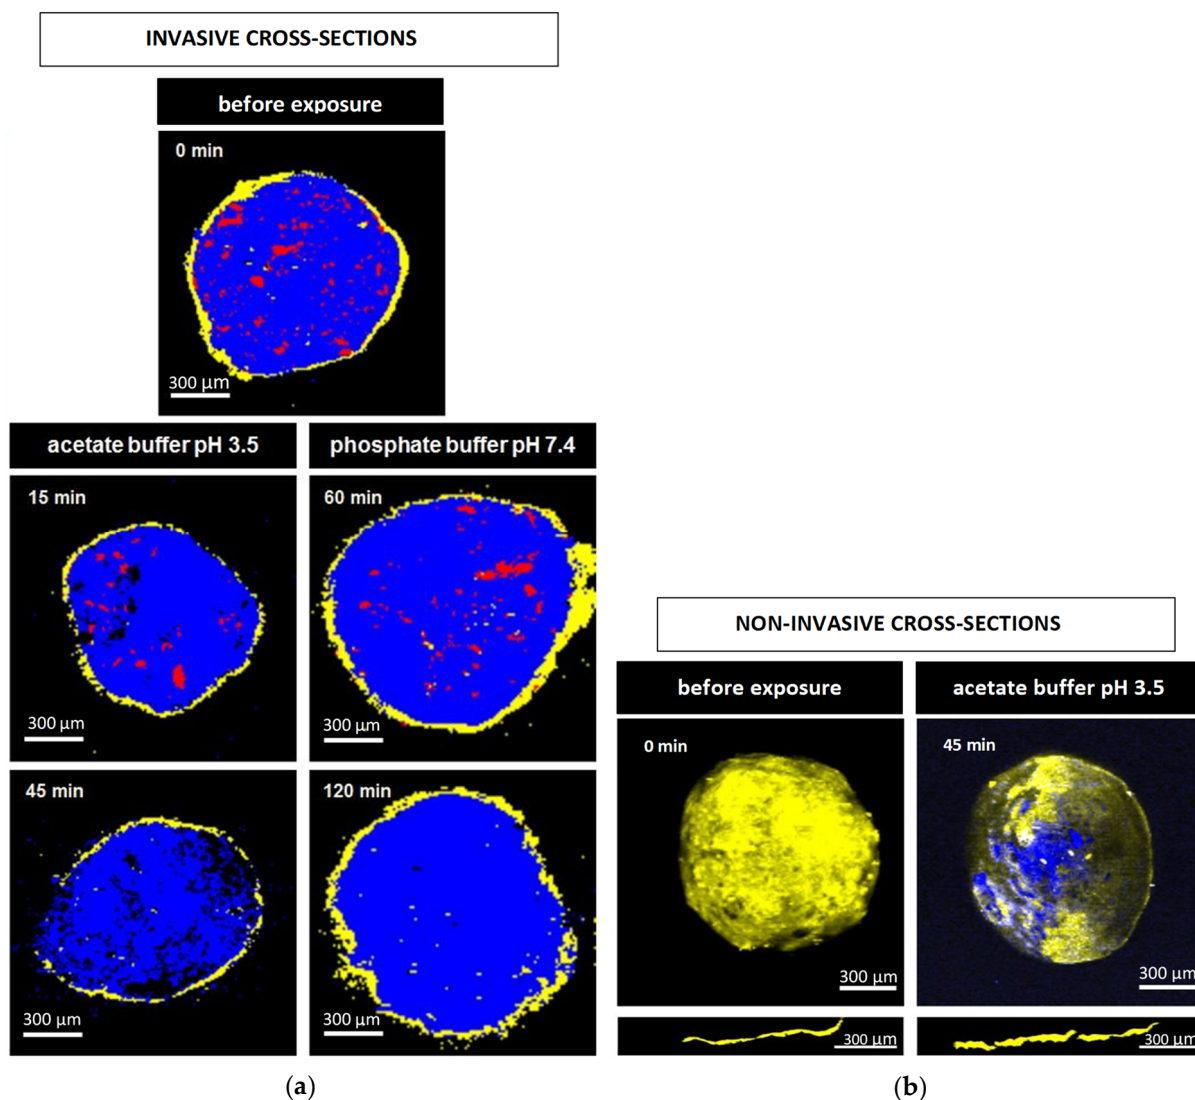 INVASIVE CROSS-SECTIONS
before exposure
0 min
300 µm
acetate buffer pH 3.5
phosphate buffer pH 7.4
15 min
60 min
300 µm
300 µm
45 min
120 min
300 µm
300 µm
(a)
NON-INVASIVE CROSS-SECTIONS
before exposure
acetate buffer pH 3.5
0 min
45 min
300 µm
300 µm
300 µm
300 µm
(b)